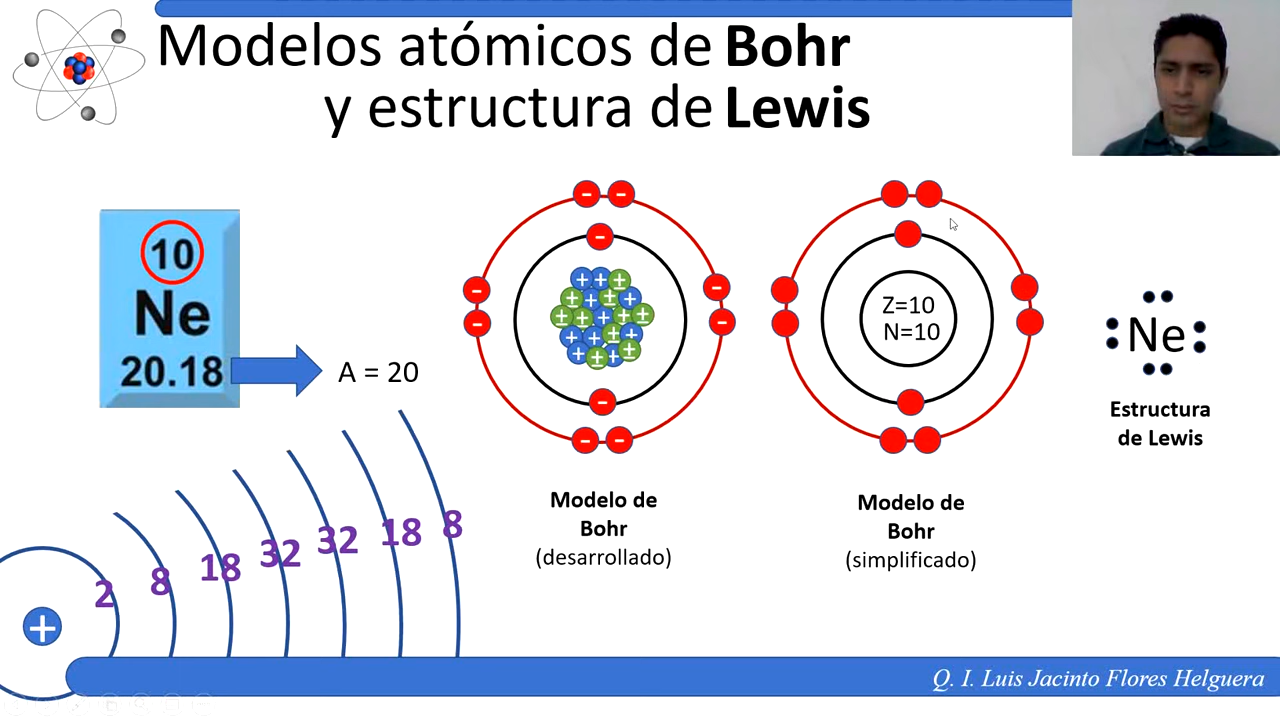 Modelos atómicos de Bohr
y estructura de Lewis
10
Ne
20.18
A = 20
Z=10
N=10
Ne
Estructura
de Lewis
Modelo de
Bohr
(desarrollado)
Modelo de
Bohr
(simplificado)
2 8 18 32 32 18 8
+
Q. I. Luis Jacinto Flores Helguera